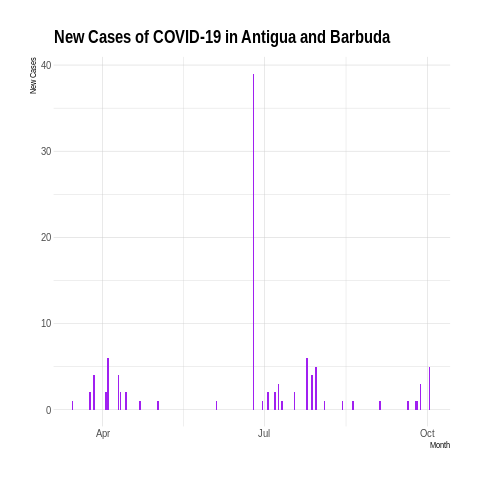 New Cases of COVID-19 in Antigua and Barbuda
New Cases
40
30
20
10
0
Apr
Jul
Oct
Month